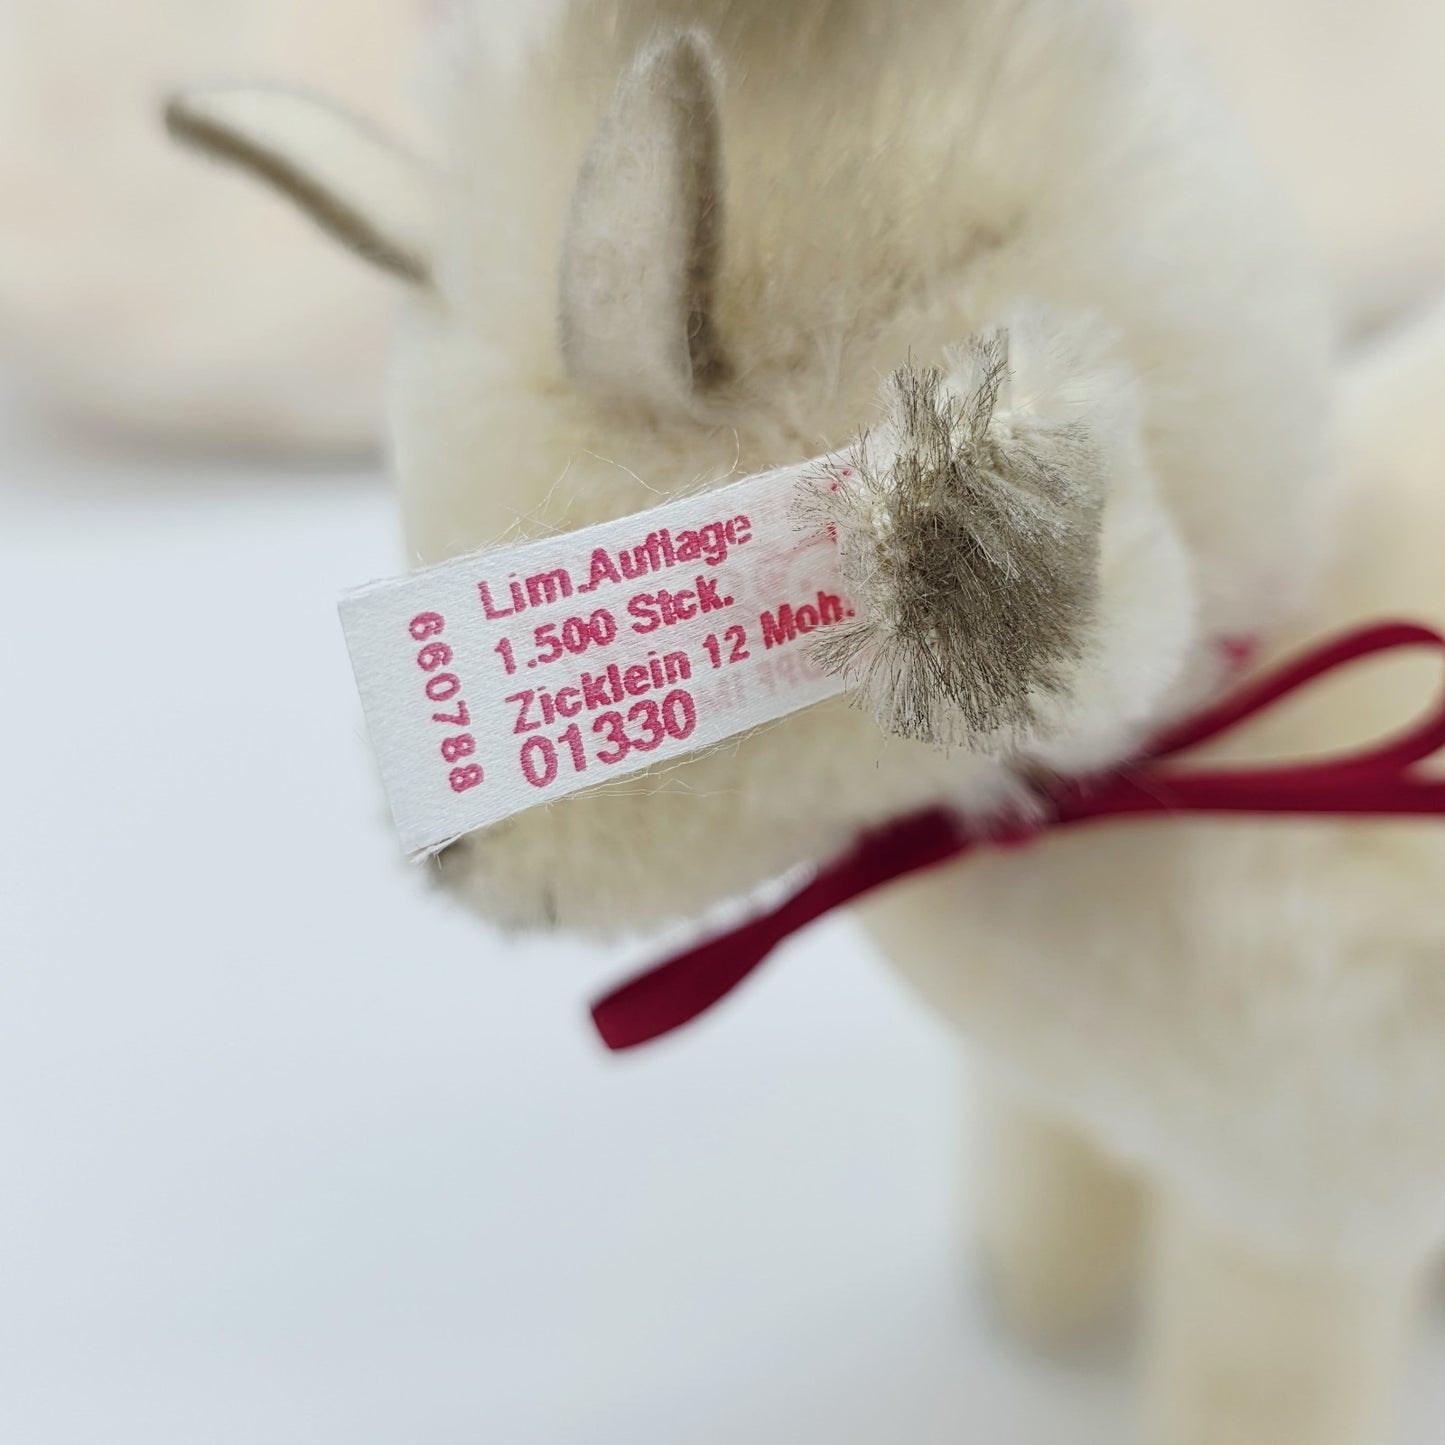 Lim.Auflage
1.500 Stck.
Zicklein 12 Moh.
01330
660788